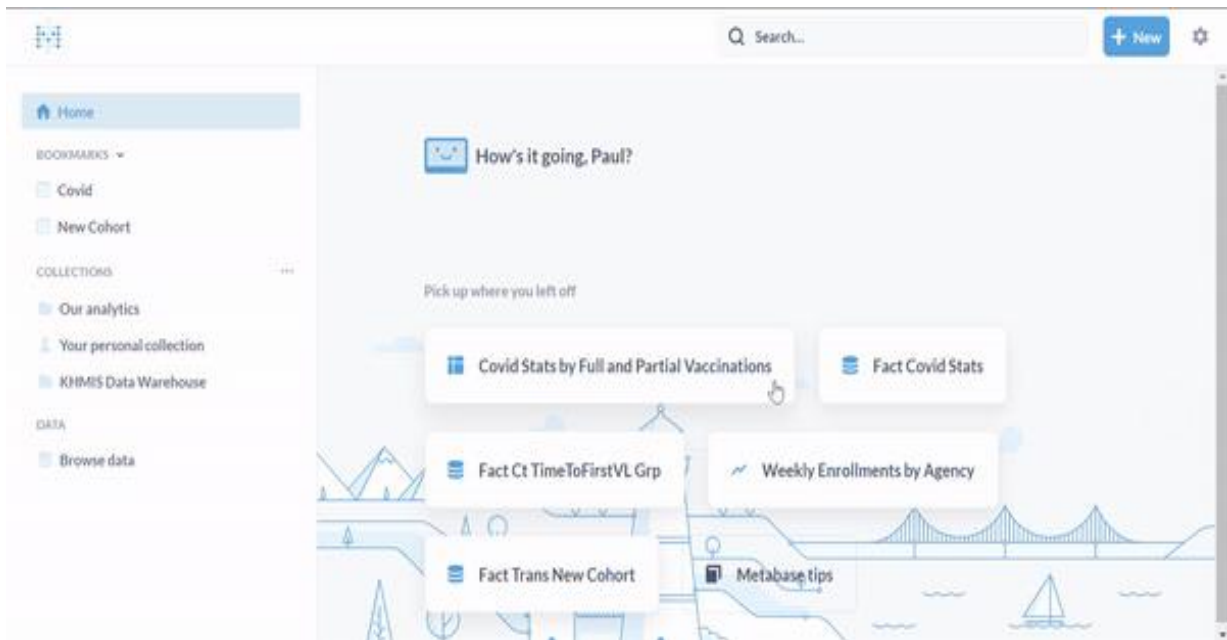 Search...
+ New
Home
BOOKMARKS
Covid
New Cohort
COLLECTIONS
...
Our analytics
Your personal collection
KHMIS Data Warehouse
DATA
Browse data
How's it going, Paul?
Pick up where you left off
Covid Stats by Full and Partial Vaccinations
Fact Covid Stats
Fact Ct TimeToFirstVL Grp
Weekly Enrollments by Agency
Fact Trans New Cohort
Metabase tips